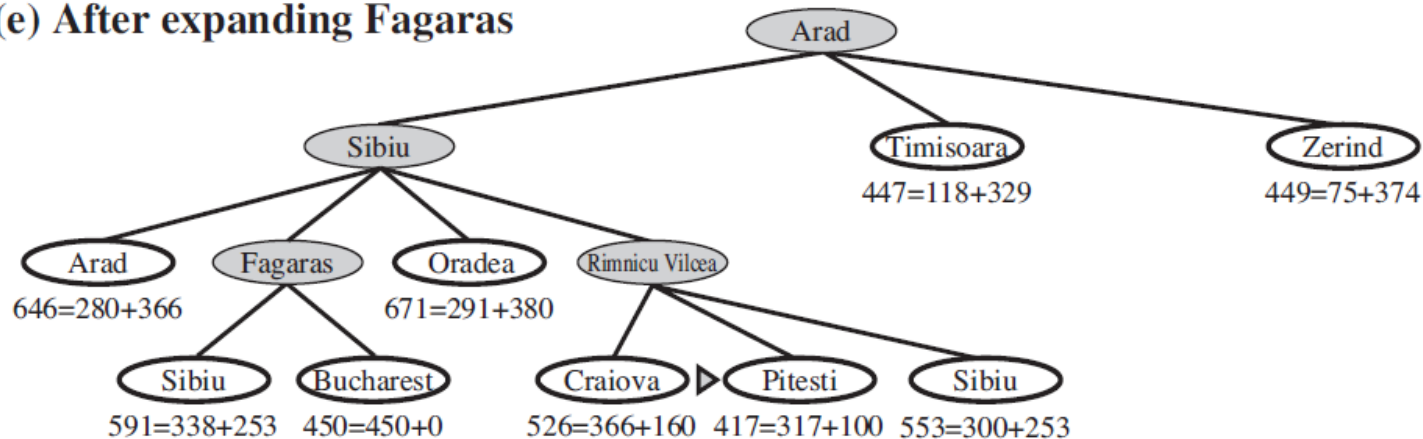 (e) After expanding Fagaras
Arad
Sibiu
Timisoara
Zerind
447=118+329
449=75+374
Arad
Fagaras
Oradea
Rimnicu Vilcea
646=280+366
671=291+380
Sibiu
Bucharest
Craiova
Pitesti
Sibiu
591=338+253
450=450+0
526=366+160
417=317+100
553=300+253